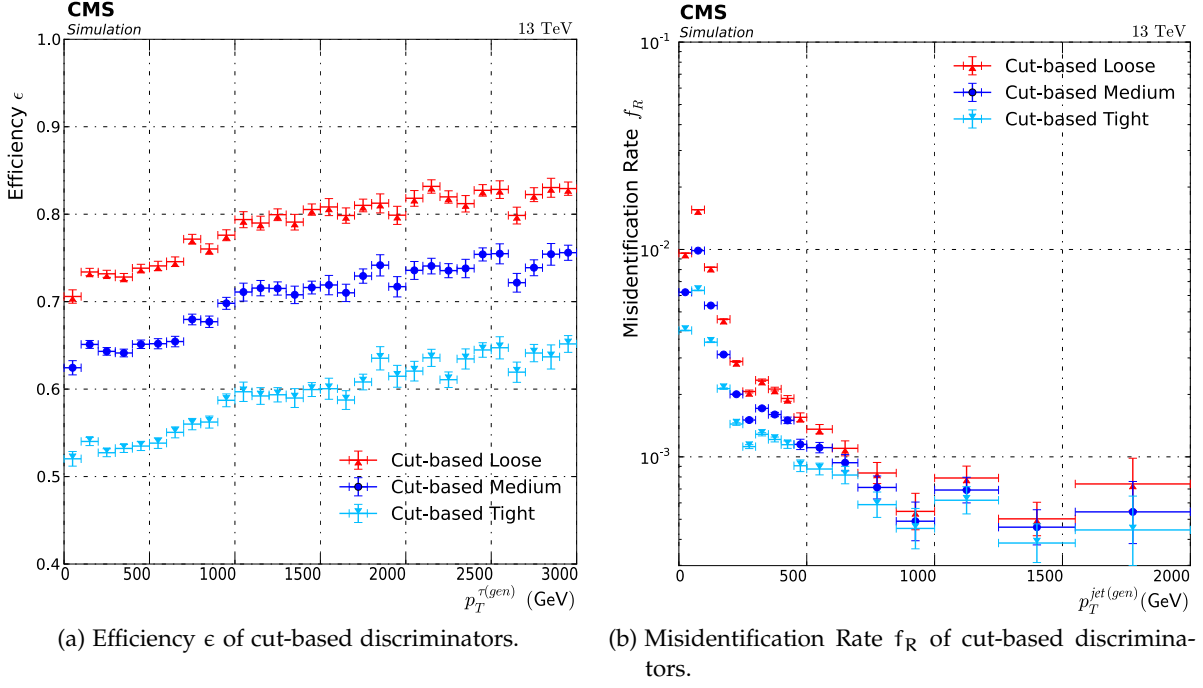 CMS
Simulation
13 TeV
1.0
0.9
0.8
0.7
0.6
0.5
0.4
Efficiency ϵ
Cut-based Loose
Cut-based Medium
Cut-based Tight
0 500 1000 1500 2000 2500 3000
p_T^{τ(gen)} (GeV)
(a) Efficiency ϵ of cut-based discriminators.
CMS
Simulation
13 TeV
10^{-1}
10^{-2}
10^{-3}
Misidentification Rate f_R
Cut-based Loose
Cut-based Medium
Cut-based Tight
0 500 1000 1500 2000
p_T^{jet(gen)} (GeV)
(b) Misidentification Rate f_R of cut-based discrimina-
tors.